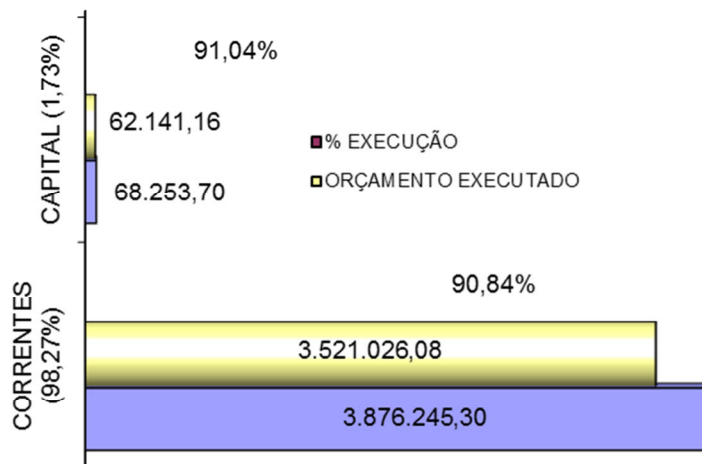 CAPITAL (1,73%)
91,04%
62.141,16
68.253,70
% EXECUÇÃO
ORÇAMENTO EXECUTADO
CORRENTES
(98,27%)
90,84%
3.521.026,08
3.876.245,30